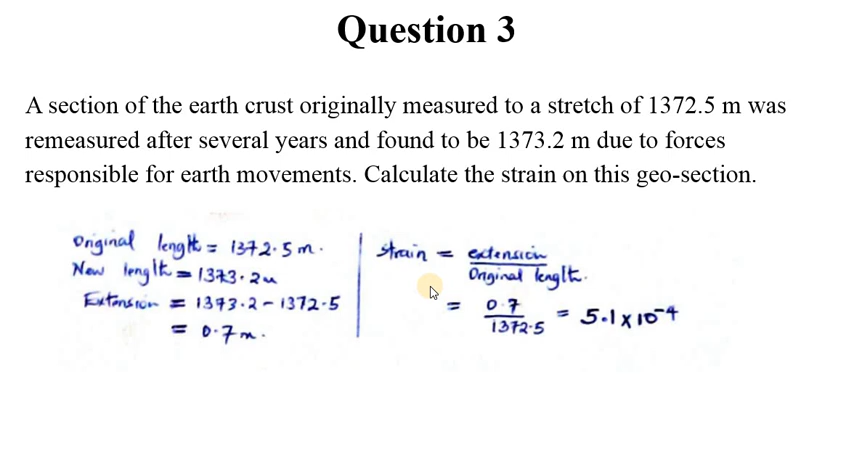 Question 3
A section of the earth crust originally measured to a stretch of 1372.5 m was
remeasured after several years and found to be 1373.2 m due to forces
responsible for earth movements. Calculate the strain on this geo-section.
Original length = 1372.5 m.
New length = 1373.2m
Extension = 1373.2 - 1372.5
= 0.7 m.
Strain = extension
Original length.
= 0.7
1372.5
= 5.1 x 10^-4